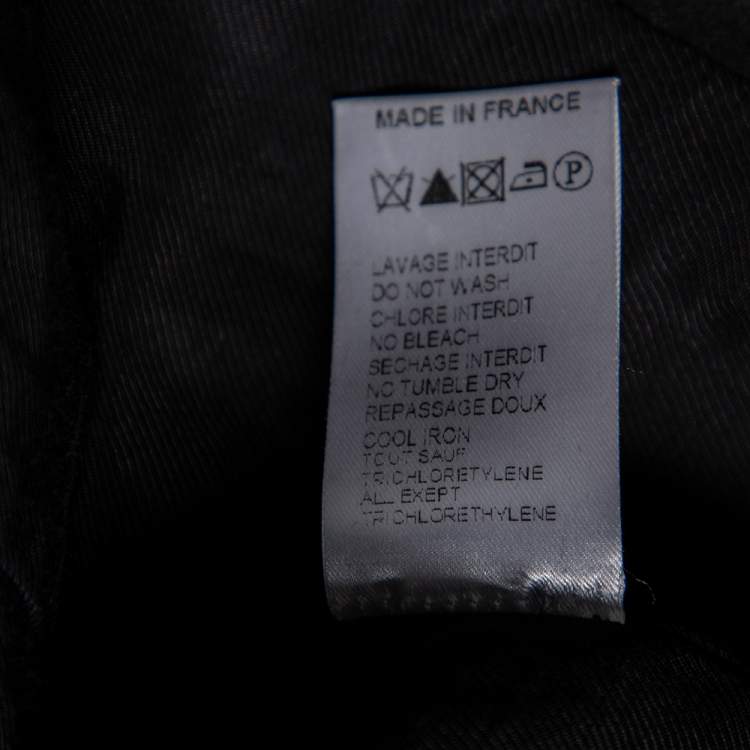 MADE IN FRANCE
P
LAVAGE INTERDIT
DO NOT WASH
CHLORE INTERDIT
NO BLEACH
SECHAGE INTERDIT
NO TUMBLE DRY
REPASSAGE DOUX
COOL IRON
TOUT SAUF
TRICHLORETYLENE
ALL EXEPT
TRICHLORETHYLENE